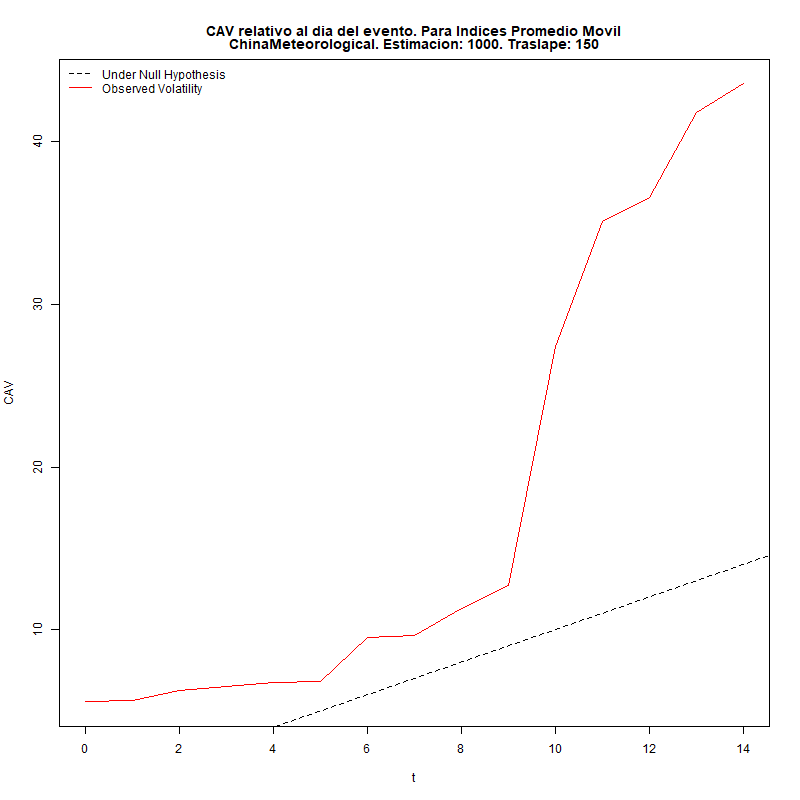 CAV relativo al dia del evento. Para Indices Promedio Movil
ChinaMeteorological. Estimacion: 1000. Traslape: 150
Under Null Hypothesis
Observed Volatility
40
30
20
10
CAV
0 2 4 6 8 10 12 14
t